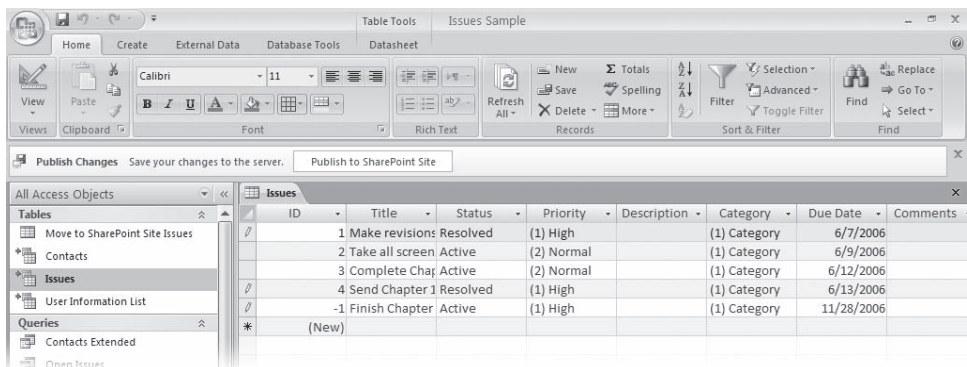 Table Tools Issues Sample
Home Create External Data Database Tools Datasheet
View
Views
Paste
Clipboard
Calibri 11
B I U A
Font
Rich Text
Refresh All
New
Save
Delete
Σ Totals
ABC Spelling
More
Records
Filter
Selection
Advanced
Toggle Filter
Sort & Filter
Find
Replace
Go To
Select
Find
Publish Changes Save your changes to the server. Publish to SharePoint Site
All Access Objects
Tables
Move to SharePoint Site Issues
Contacts
Issues
User Information List
Queries
Contacts Extended
Open Issues
Issues
ID Title Status Priority Description Category Due Date Comments
1 Make revisions Resolved (1) High (1) Category 6/7/2006
2 Take all screen Active (2) Normal (1) Category 6/9/2006
3 Complete Chap Active (2) Normal (1) Category 6/12/2006
4 Send Chapter 1 Resolved (1) High (1) Category 6/13/2006
-1 Finish Chapter Active (1) High (1) Category 11/28/2006
(New)